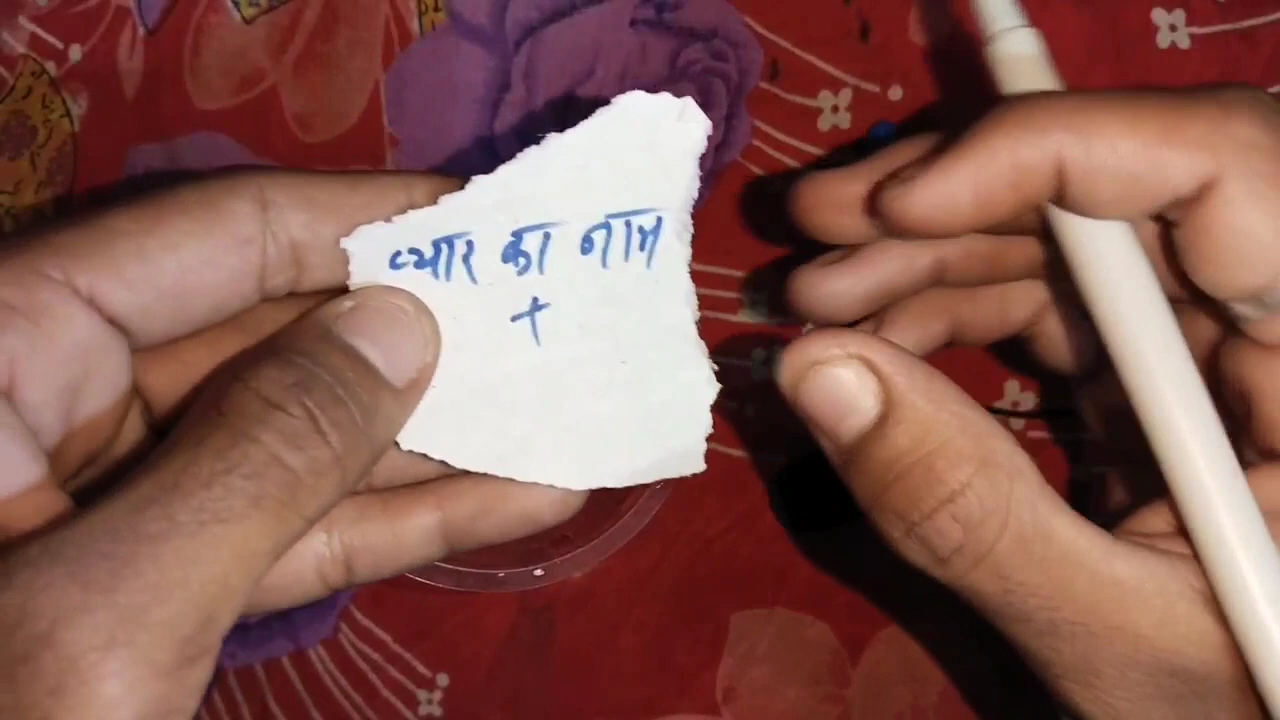 प्यार का नाम
+